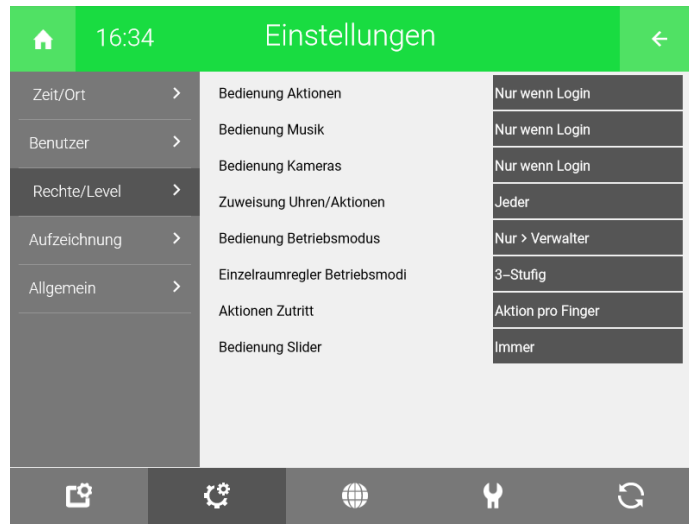 16:34 Einstellungen
Zeit/Ort
Benutzer
Rechte/Level
Aufzeichnung
Allgemein
Bedienung Aktionen Nur wenn Login
Bedienung Musik Nur wenn Login
Bedienung Kameras Nur wenn Login
Zuweisung Uhren/Aktionen Jeder
Bedienung Betriebsmodus Nur > Verwalter
Einzelraumregler Betriebsmodi 3-Stufig
Aktionen Zutritt Aktion pro Finger
Bedienung Slider Immer